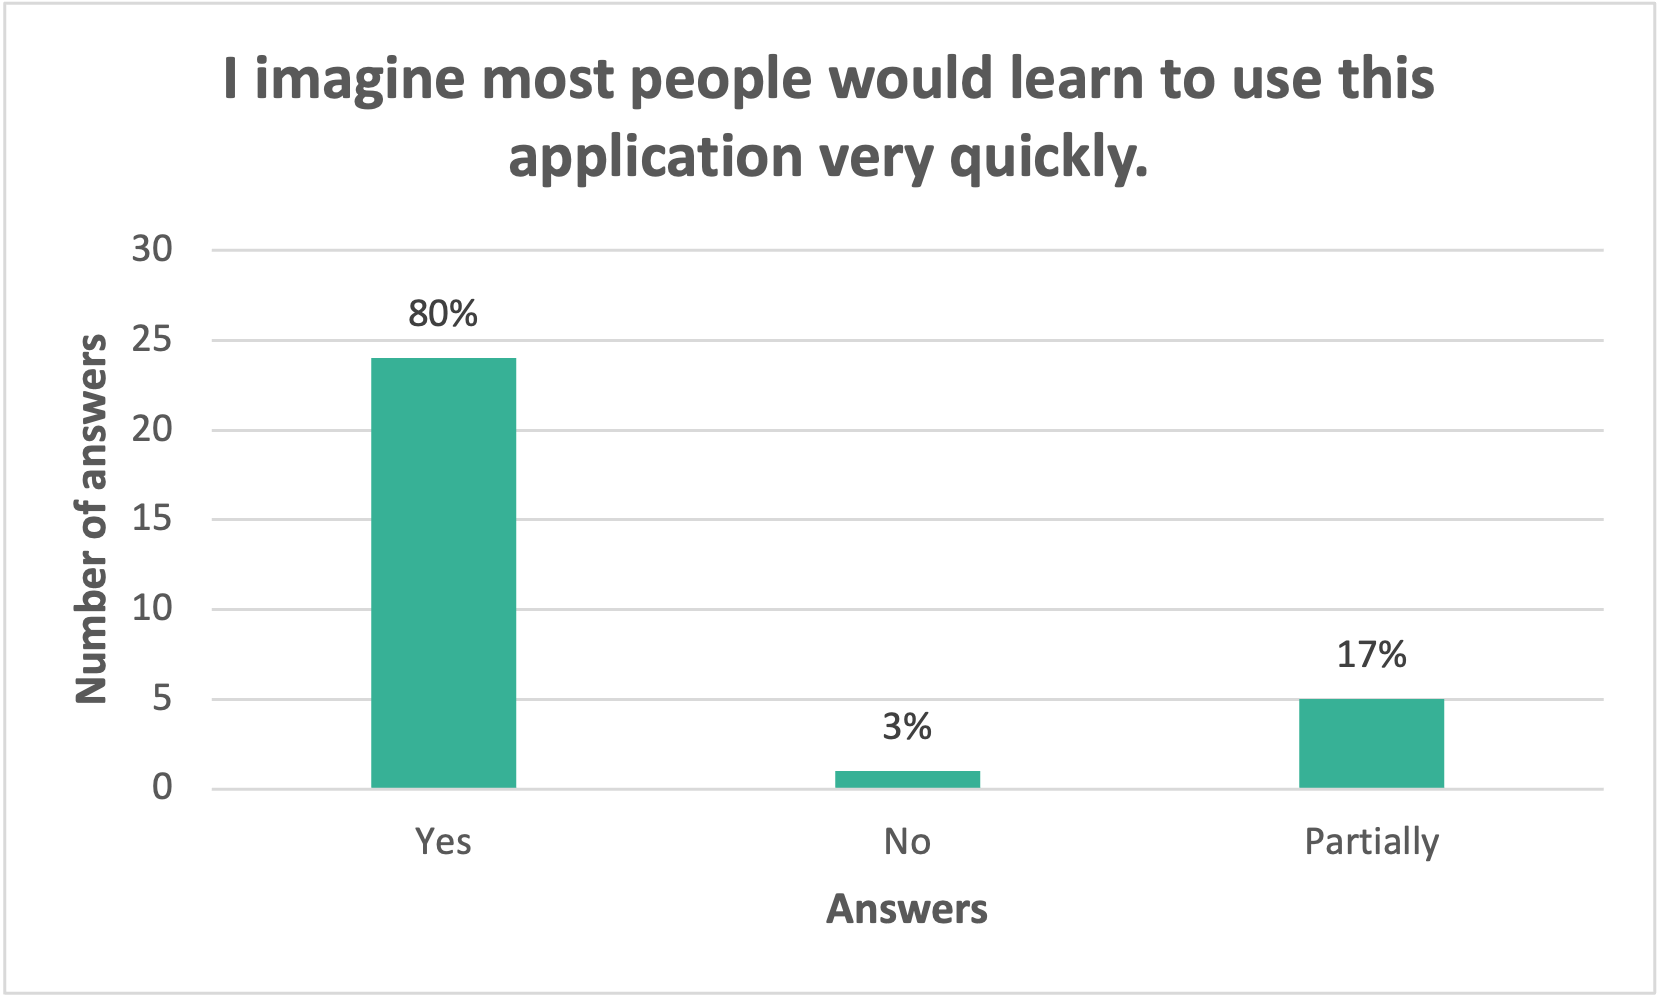 I imagine most people would learn to use this
application very quickly.
30
25
20
15
10
5
0
Number of answers
80%
3%
17%
Yes
No
Partially
Answers